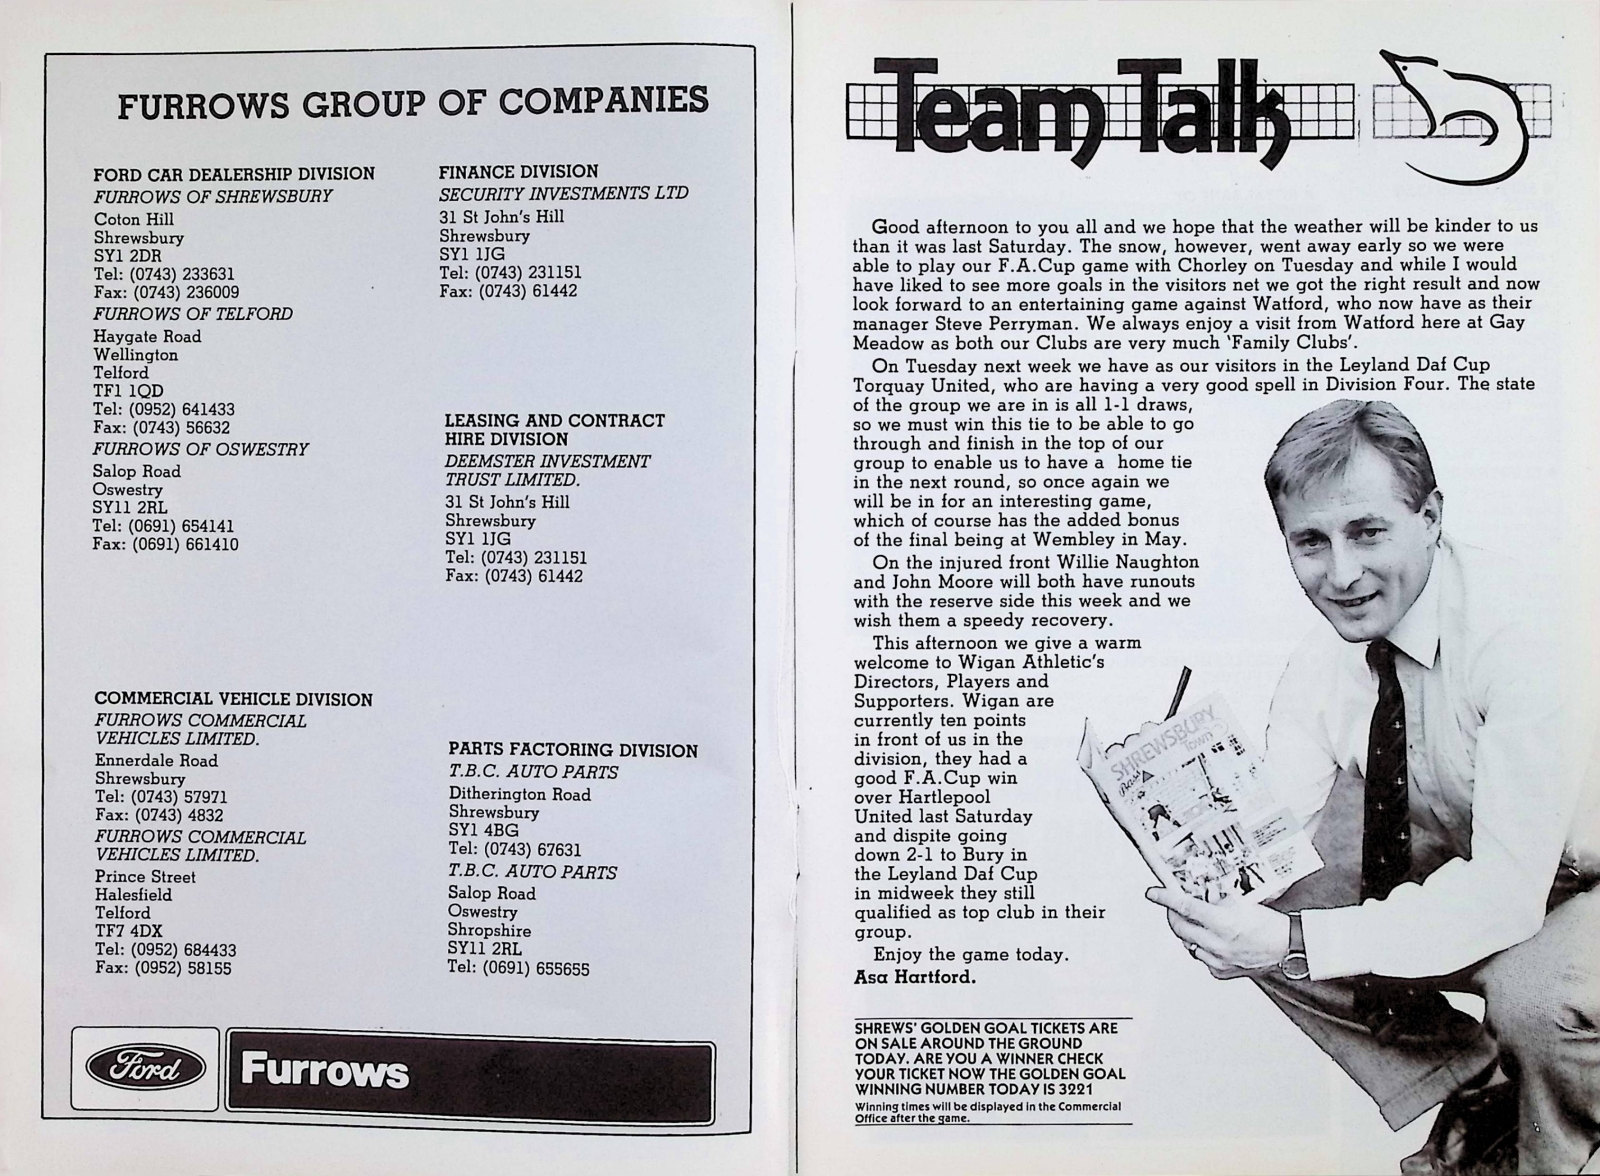 FURROWS GROUP OF COMPANIES
FORD CAR DEALERSHIP DIVISION
FURROWS OF SHREWSBURY
Coton Hill
Shrewsbury
SY1 2DR
Tel: (0743) 233631
Fax: (0743) 236009
FURROWS OF TELFORD
Haygate Road
Wellington
Telford
TF1 1QD
Tel: (0952) 641433
Fax: (0743) 56632
FURROWS OF OSWESTRY
Salop Road
Oswestry
SY11 2RL
Tel: (0691) 654141
Fax: (0691) 661410
COMMERCIAL VEHICLE DIVISION
FURROWS COMMERCIAL
VEHICLES LIMITED.
Ennerdale Road
Shrewsbury
Tel: (0743) 57971
Fax: (0743) 4832
FURROWS COMMERCIAL
VEHICLES LIMITED.
Prince Street
Halesfield
Telford
TF7 4DX
Tel: (0952) 684433
Fax: (0952) 58155
FINANCE DIVISION
SECURITY INVESTMENTS LTD
31 St John's Hill
Shrewsbury
SY1 1JG
Tel: (0743) 231151
Fax: (0743) 61442
LEASING AND CONTRACT
HIRE DIVISION
DEEMSTER INVESTMENT
TRUST LIMITED.
31 St John's Hill
Shrewsbury
SY1 1JG
Tel: (0743) 231151
Fax: (0743) 61442
PARTS FACTORING DIVISION
T.B.C. AUTO PARTS
Ditherington Road
Shrewsbury
SY1 4BG
Tel: (0743) 67631
T.B.C. AUTO PARTS
Salop Road
Oswestry
Shropshire
SY11 2RL
Tel: (0691) 655655
Ford
Furrows
Team Talk
Good afternoon to you all and we hope that the weather will be kinder to us
than it was last Saturday. The snow, however, went away early so we were
able to play our F.A.Cup game with Chorley on Tuesday and while I would
have liked to see more goals in the visitors net we got the right result and now
look forward to an entertaining game against Watford, who now have as their
manager Steve Perryman. We always enjoy a visit from Watford here at Gay
Meadow as both our Clubs are very much 'Family Clubs'.
On Tuesday next week we have as our visitors in the Leyland Daf Cup
Torquay United, who are having a very good spell in Division Four. The state
of the group we are in is all 1-1 draws,
so we must win this tie to be able to go
through and finish in the top of our
group to enable us to have a home tie
in the next round, so once again we
will be in for an interesting game,
which of course has the added bonus
of the final being at Wembley in May.
On the injured front Willie Naughton
and John Moore will both have runouts
with the reserve side this week and we
wish them a speedy recovery.
This afternoon we give a warm
welcome to Wigan Athletic's
Directors, Players and
Supporters. Wigan are
currently ten points
in front of us in the
division, they had a
good F.A.Cup win
over Hartlepool
United last Saturday
and dispite going
down 2-1 to Bury in
the Leyland Daf Cup
in midweek they still
qualified as top club in their
group.
Enjoy the game today.
Asa Hartford.
SHREWSBURY
Town
Bass
SHREWS' GOLDEN GOAL TICKETS ARE
ON SALE AROUND THE GROUND
TODAY. ARE YOU A WINNER CHECK
YOUR TICKET NOW THE GOLDEN GOAL
WINNING NUMBER TODAY IS 3221
Winning times will be displayed in the Commercial
Office after the game.